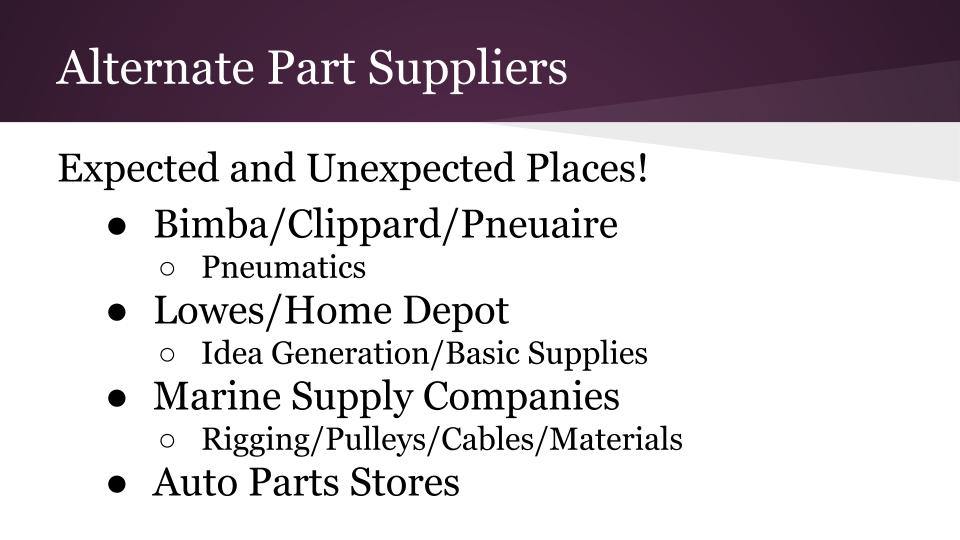 Alternate Part Suppliers
Expected and Unexpected Places!
● Bimba/Clippard/Pneuaire
○ Pneumatics
● Lowes/Home Depot
○ Idea Generation/Basic Supplies
● Marine Supply Companies
○ Rigging/Pulleys/Cables/Materials
● Auto Parts Stores